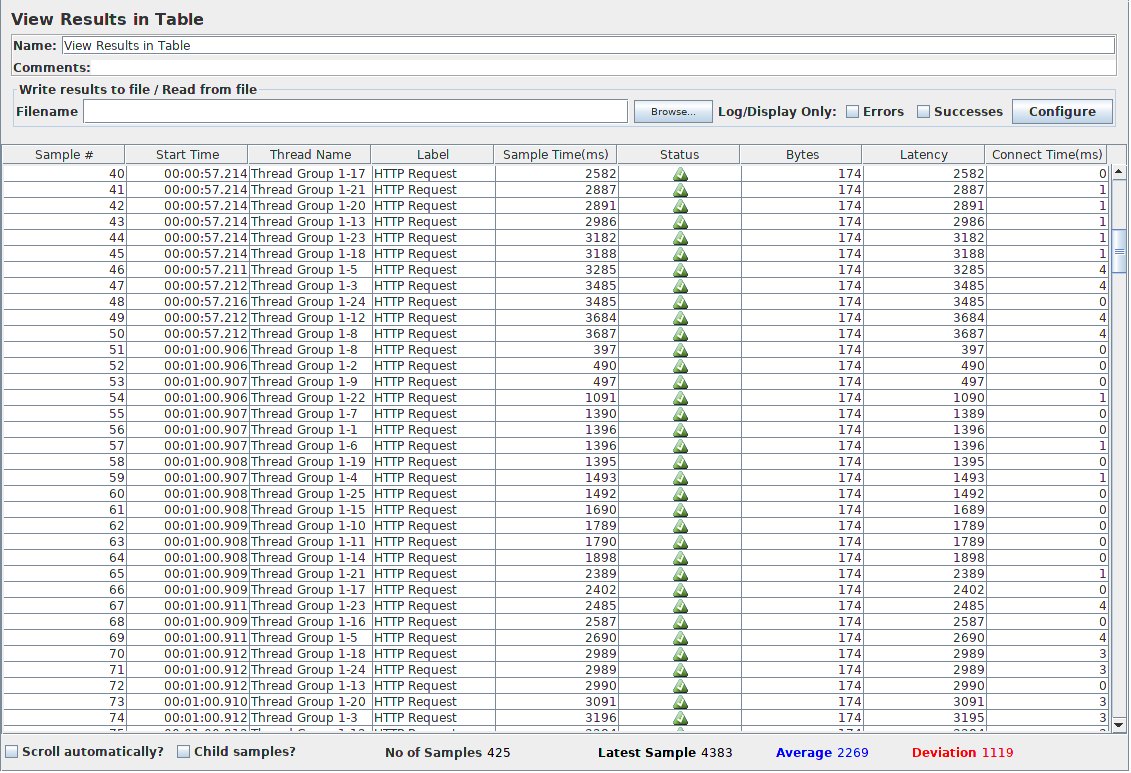 View Results in Table
Name: View Results in Table
Comments:
Write results to file / Read from file
Filename Browse... Log/Display Only: Errors Successes Configure
Sample # Start Time Thread Name Label Sample Time(ms) Status Bytes Latency Connect Time(ms)
40 00:00:57.214 Thread Group 1-17 HTTP Request 2582 174 2582 0
41 00:00:57.214 Thread Group 1-21 HTTP Request 2887 174 2887 1
42 00:00:57.214 Thread Group 1-20 HTTP Request 2891 174 2891 1
43 00:00:57.214 Thread Group 1-13 HTTP Request 2986 174 2986 1
44 00:00:57.214 Thread Group 1-23 HTTP Request 3182 174 3182 1
45 00:00:57.214 Thread Group 1-18 HTTP Request 3188 174 3188 1
46 00:00:57.211 Thread Group 1-5 HTTP Request 3285 174 3285 4
47 00:00:57.212 Thread Group 1-3 HTTP Request 3485 174 3485 4
48 00:00:57.216 Thread Group 1-24 HTTP Request 3485 174 3485 0
49 00:00:57.212 Thread Group 1-12 HTTP Request 3684 174 3684 4
50 00:00:57.212 Thread Group 1-8 HTTP Request 3687 174 3687 4
51 00:01:00.906 Thread Group 1-8 HTTP Request 397 174 397 0
52 00:01:00.906 Thread Group 1-2 HTTP Request 490 174 490 0
53 00:01:00.907 Thread Group 1-9 HTTP Request 497 174 497 0
54 00:01:00.906 Thread Group 1-22 HTTP Request 1091 174 1090 1
55 00:01:00.907 Thread Group 1-7 HTTP Request 1390 174 1389 0
56 00:01:00.907 Thread Group 1-1 HTTP Request 1396 174 1396 0
57 00:01:00.907 Thread Group 1-6 HTTP Request 1396 174 1396 1
58 00:01:00.908 Thread Group 1-19 HTTP Request 1395 174 1395 0
59 00:01:00.907 Thread Group 1-4 HTTP Request 1493 174 1493 1
60 00:01:00.908 Thread Group 1-25 HTTP Request 1492 174 1492 0
61 00:01:00.908 Thread Group 1-15 HTTP Request 1690 174 1689 0
62 00:01:00.909 Thread Group 1-10 HTTP Request 1789 174 1789 0
63 00:01:00.908 Thread Group 1-11 HTTP Request 1790 174 1789 0
64 00:01:00.908 Thread Group 1-14 HTTP Request 1898 174 1898 0
65 00:01:00.909 Thread Group 1-21 HTTP Request 2389 174 2389 1
66 00:01:00.909 Thread Group 1-17 HTTP Request 2402 174 2402 0
67 00:01:00.911 Thread Group 1-23 HTTP Request 2485 174 2485 4
68 00:01:00.909 Thread Group 1-16 HTTP Request 2587 174 2587 0
69 00:01:00.911 Thread Group 1-5 HTTP Request 2690 174 2690 4
70 00:01:00.912 Thread Group 1-18 HTTP Request 2989 174 2989 3
71 00:01:00.912 Thread Group 1-24 HTTP Request 2989 174 2989 3
72 00:01:00.912 Thread Group 1-13 HTTP Request 2990 174 2990 0
73 00:01:00.910 Thread Group 1-20 HTTP Request 3091 174 3091 3
74 00:01:00.912 Thread Group 1-3 HTTP Request 3196 174 3195 3
Scroll automatically? Child samples? No of Samples 425 Latest Sample 4383 Average 2269 Deviation 1119